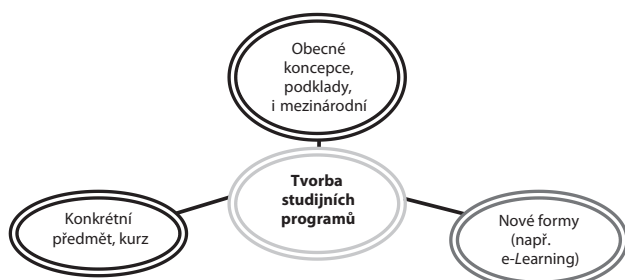 Obecné
koncepce,
podklady,
i mezinárodní
Tvorba
studijních
programů
Konkrétní
předmět, kurz
Nové formy
(např.
e-Learning)